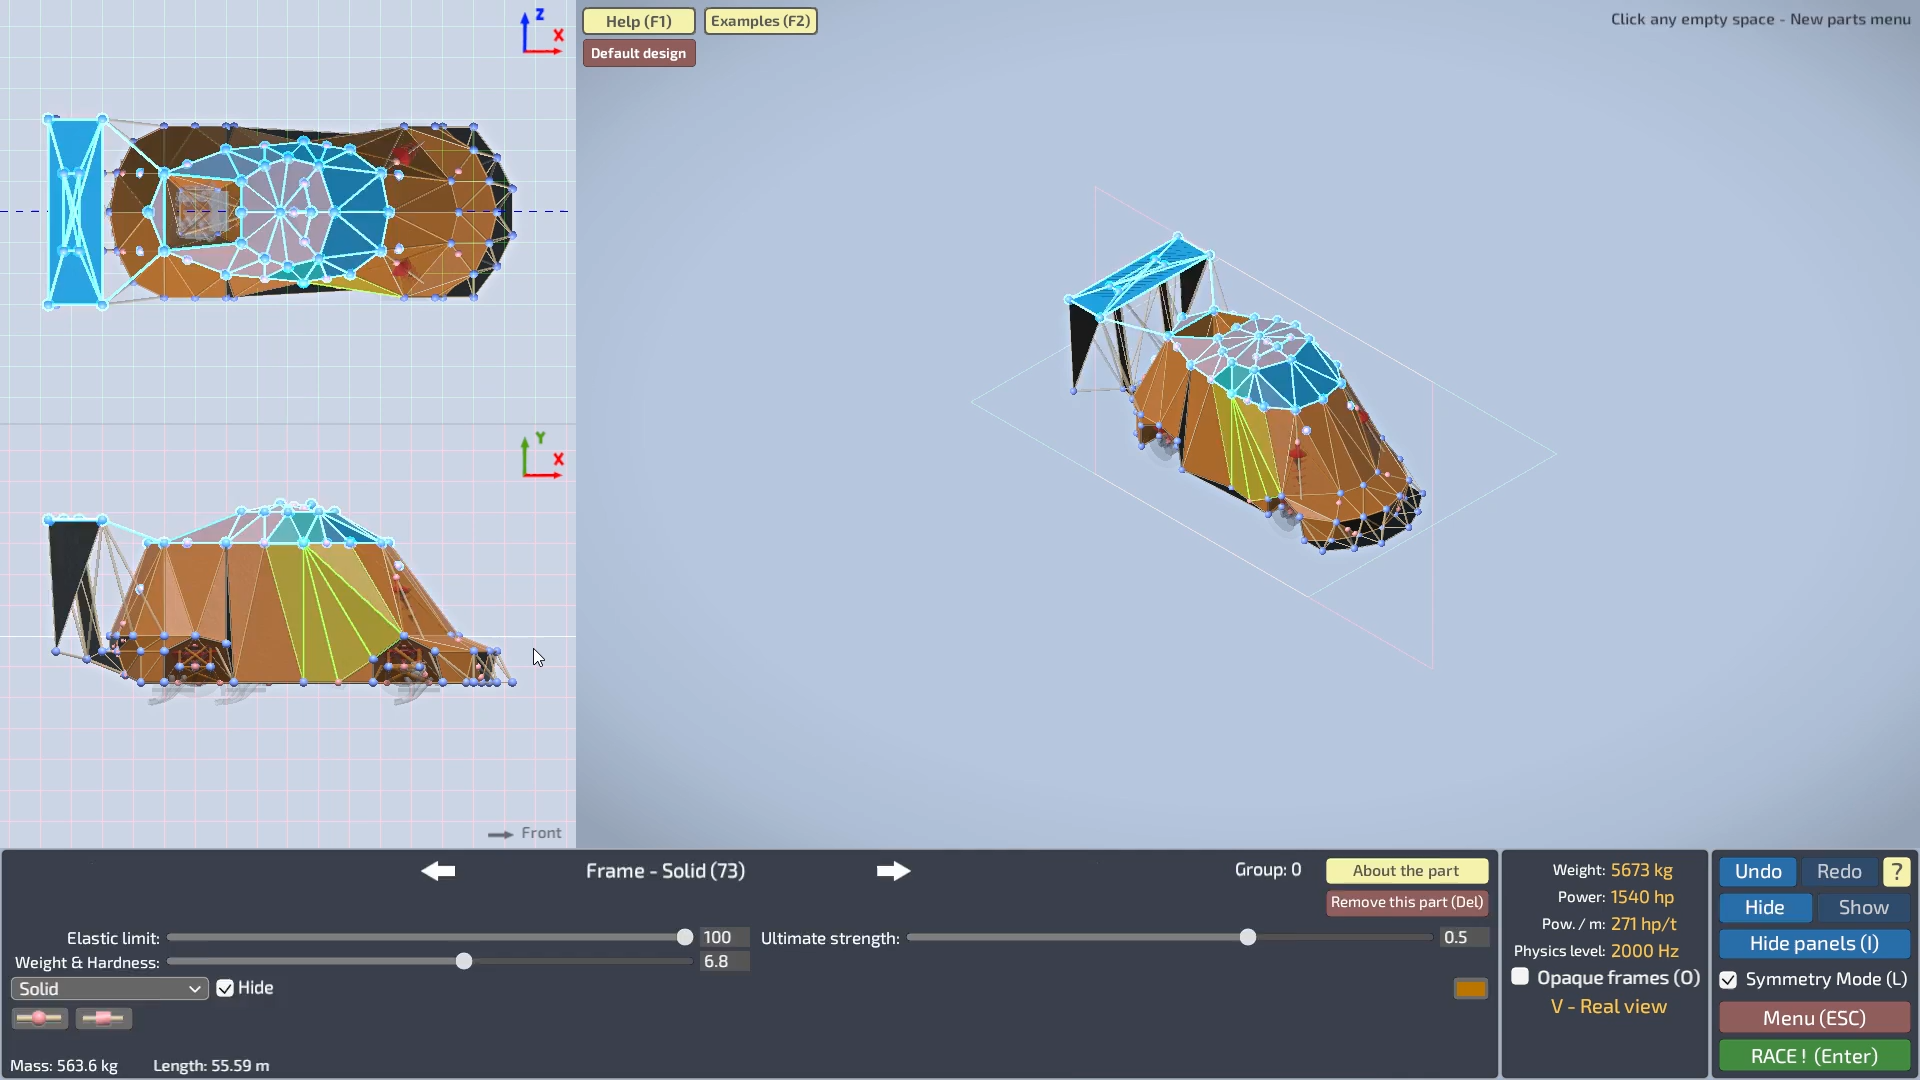 Z
X
Help (F1)
Examples (F2)
Click any empty space - New parts menu
Default design
Y
X
Front
Frame - Solid (73)
Group: 0
About the part
Remove this part (Del)
Elastic limit:
100
Ultimate strength:
0.5
Weight & Hardness:
6.8
Solid
Hide
Mass: 563.6 kg
Length: 55.59 m
Weight: 5673 kg
Power: 1540 hp
Pow. / m: 271 hp/t
Physics level: 2000 Hz
Opaque frames (O)
V - Real view
Undo
Redo
?
Hide
Show
Hide panels (I)
Symmetry Mode (L)
Menu (ESC)
RACE! (Enter)